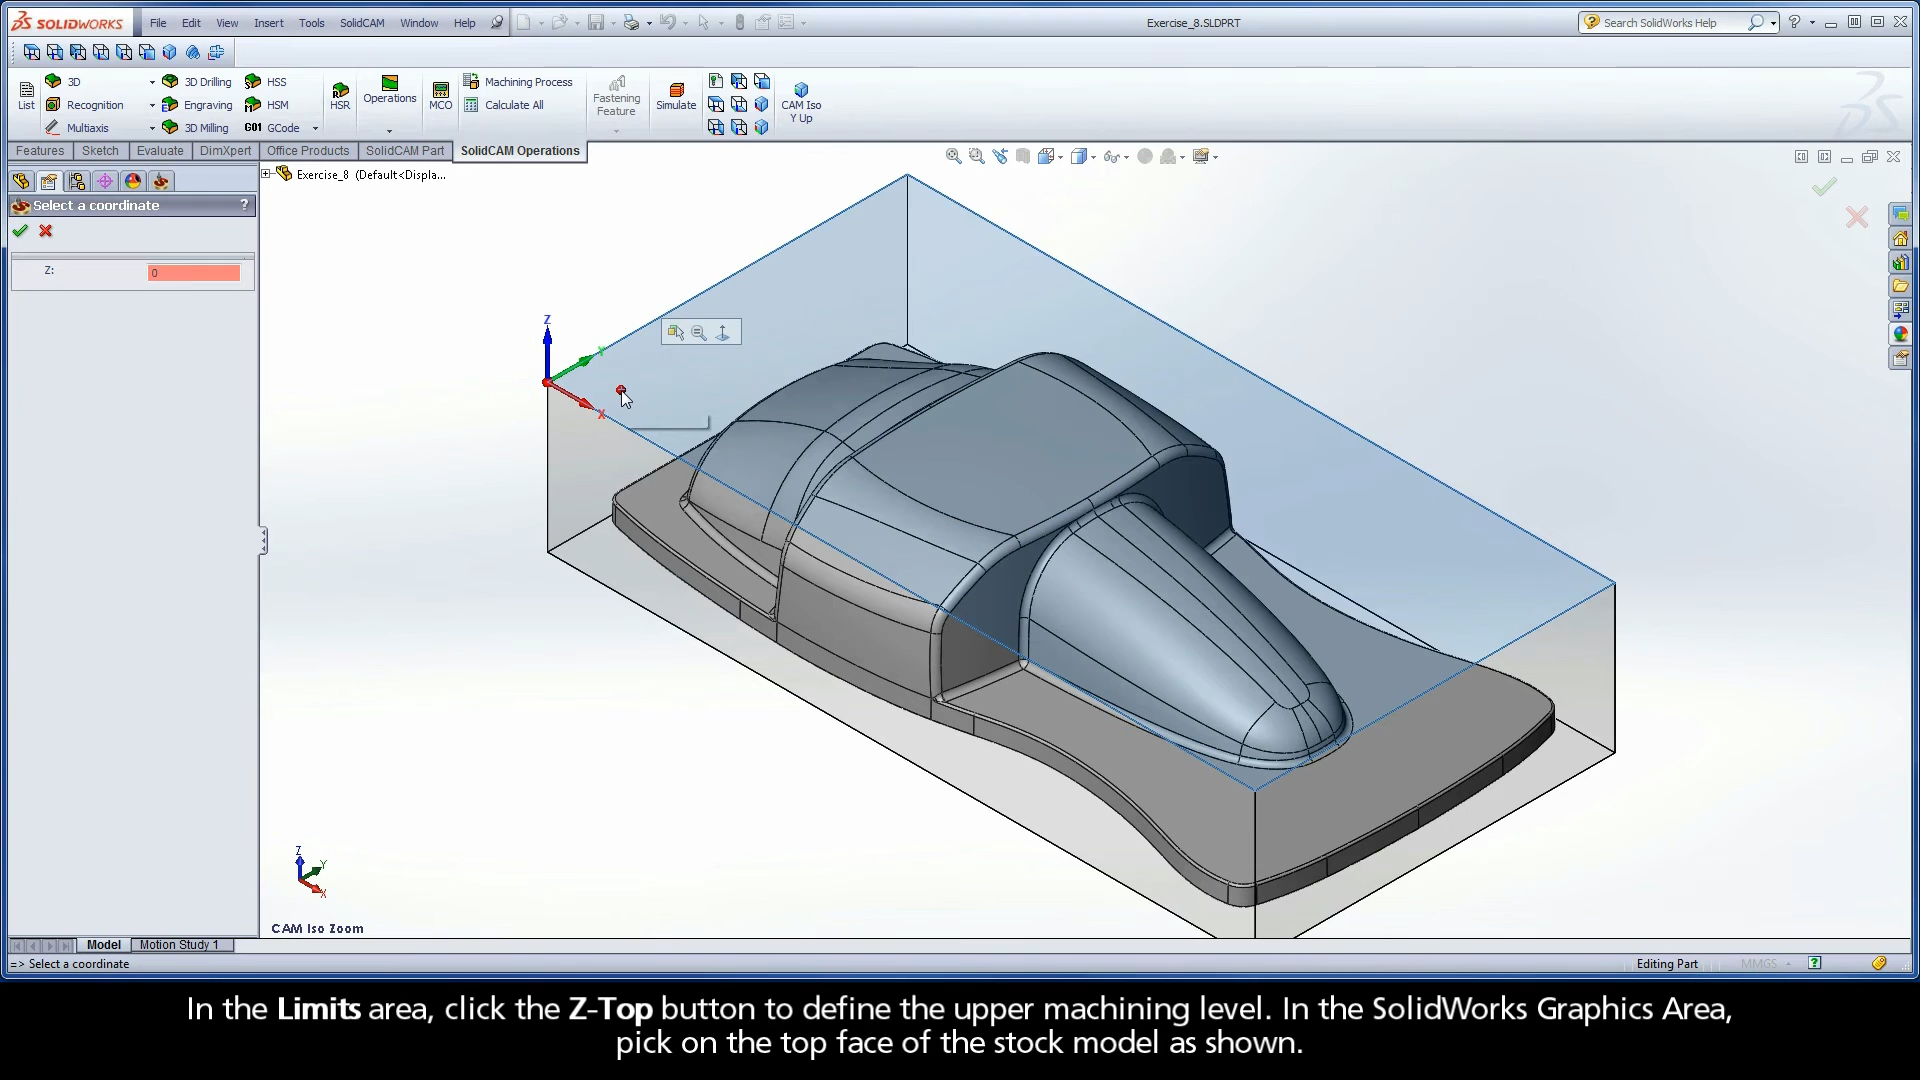 SOLIDWORKS File Edit View Insert Tools SolidCAM Window Help Exercise_8.SLDPRT Search SolidWorks Help
3D 3D Drilling HSS Machining Process
List Recognition Engraving HSM HSR Operations MCO Calculate All Fastening Feature Simulate CAM Iso Y Up
Multiaxis 3D Milling G01 GCode
Features Sketch Evaluate DimXpert Office Products SolidCAM Part SolidCAM Operations
Exercise_8 (Default<Displa...
Select a coordinate ?
Z: 0
Z
X
Z
Y
X
CAM Iso Zoom
Model Motion Study 1
=> Select a coordinate Editing Part MMGS
In the Limits area, click the Z-Top button to define the upper machining level. In the SolidWorks Graphics Area,
pick on the top face of the stock model as shown.